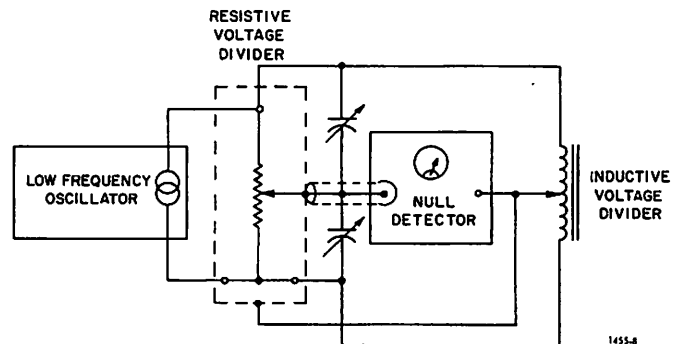 RESISTIVE
VOLTAGE
DIVIDER
LOW FREQUENCY
OSCILLATOR
NULL
DETECTOR
INDUCTIVE
VOLTAGE
DIVIDER
1455-8